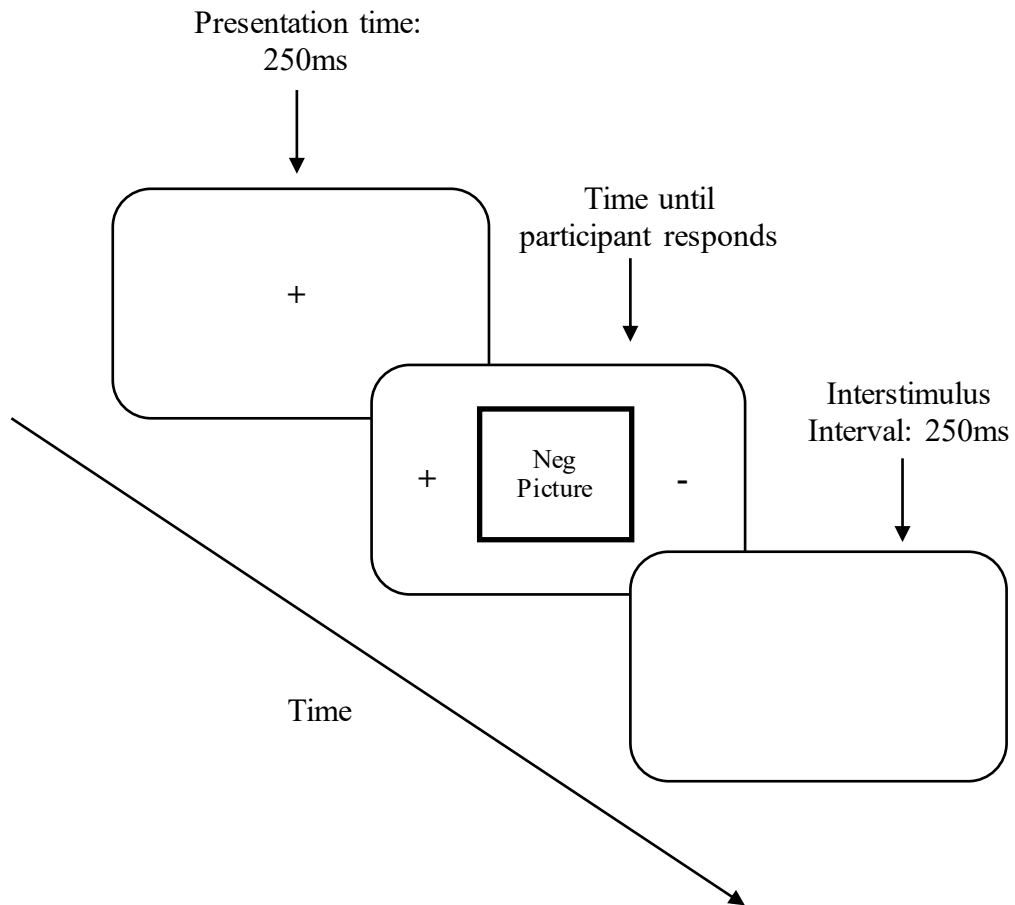 Presentation time:
250ms
+
Time until
participant responds
+
Neg
Picture
-
Interstimulus
Interval: 250ms
Time